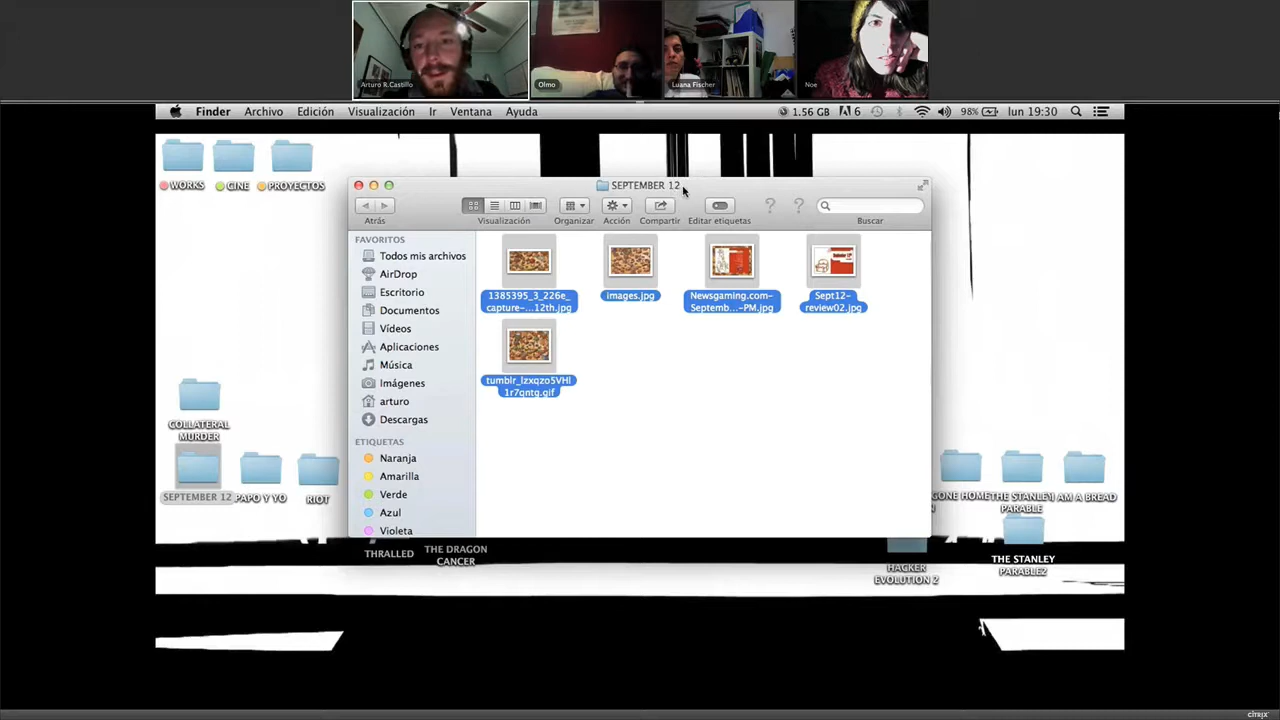 Arturo R.Castillo
Olmo
Luana Fischer
Noe
Finder Archivo Edición Visualización Ir Ventana Ayuda 1.56 GB 6 98% lun 19:30
WORKS CINE PROYECTOS
SEPTEMBER 12
Atrás Visualización Organizar Acción Compartir Editar etiquetas Buscar
FAVORITOS
Todos mis archivos
AirDrop
Escritorio
Documentos
Vídeos
Aplicaciones
Música
Imágenes
arturo
Descargas
ETIQUETAS
Naranja
Amarilla
Verde
Azul
Violeta
1385395_3_226e_
capture-...12th.jpg
images.jpg
Newsgaming.com-
Septemb...-PM.jpg
Sept12-
review02.jpg
tumblr_lzxqzo5VHl
1r7qntg.gif
COLLATERAL
MURDER
SEPTEMBER 12 PAPO Y YO RIOT
GONE HOME THE STANLEY I AM A BREAD
PARABLE
THRALLED
THE DRAGON
CANCER
HACKER
EVOLUTION 2
THE STANLEY
PARABLE2
CITRIX